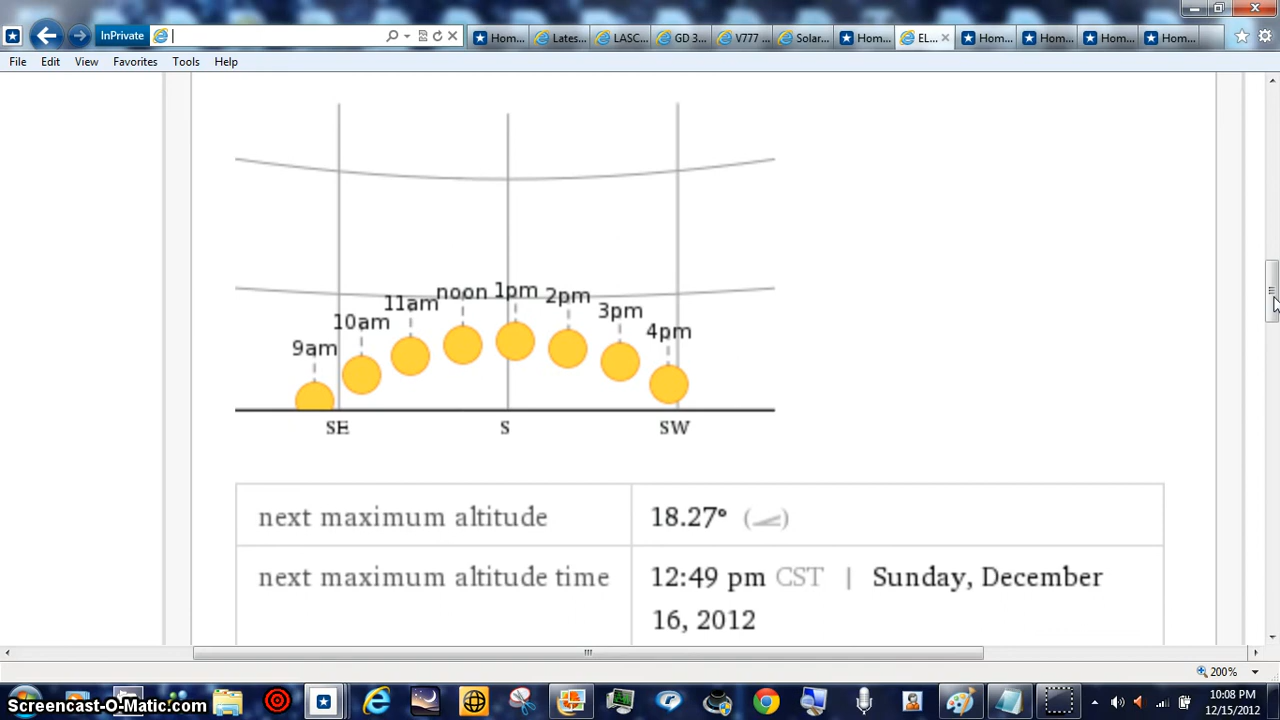 InPrivate
Hom...
Lates...
LASC...
GD 3...
V777 ...
Solar...
Hom...
EL...
Hom...
Hom...
Hom...
Hom...
File Edit View Favorites Tools Help
9am
10am
11am
noon
1pm
2pm
3pm
4pm
SE S SW
next maximum altitude 18.27°
next maximum altitude time 12:49 pm CST | Sunday, December
16, 2012
200%
Screencast-O-Matic.com
10:08 PM
12/15/2012